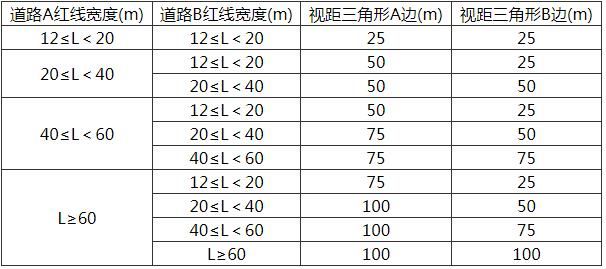 道路A红线宽度(m) 道路B红线宽度(m) 视距三角形A边(m) 视距三角形B边(m)
12≤L＜20 12≤L＜20 25 25
20≤L＜40 12≤L＜20 50 25
20≤L＜40 50 50
40≤L＜60 12≤L＜20 50 25
20≤L＜40 75 50
40≤L＜60 75 75
L≥60 12≤L＜20 75 25
20≤L＜40 100 50
40≤L＜60 100 75
L≥60 100 100